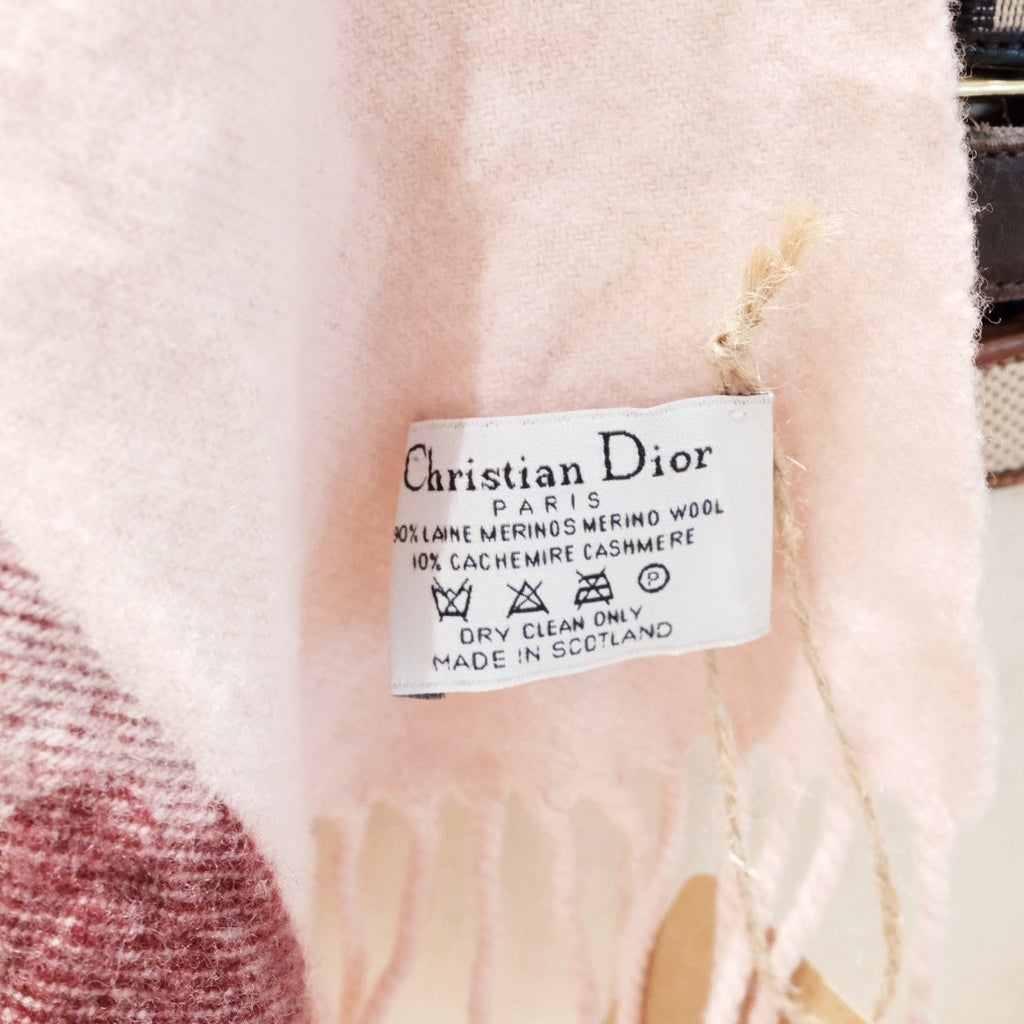 Christian Dior
PARIS
90% LAINE MERINOS MERINO WOOL
10% CACHEMIRE CASHMERE
P
DRY CLEAN ONLY
MADE IN SCOTLAND